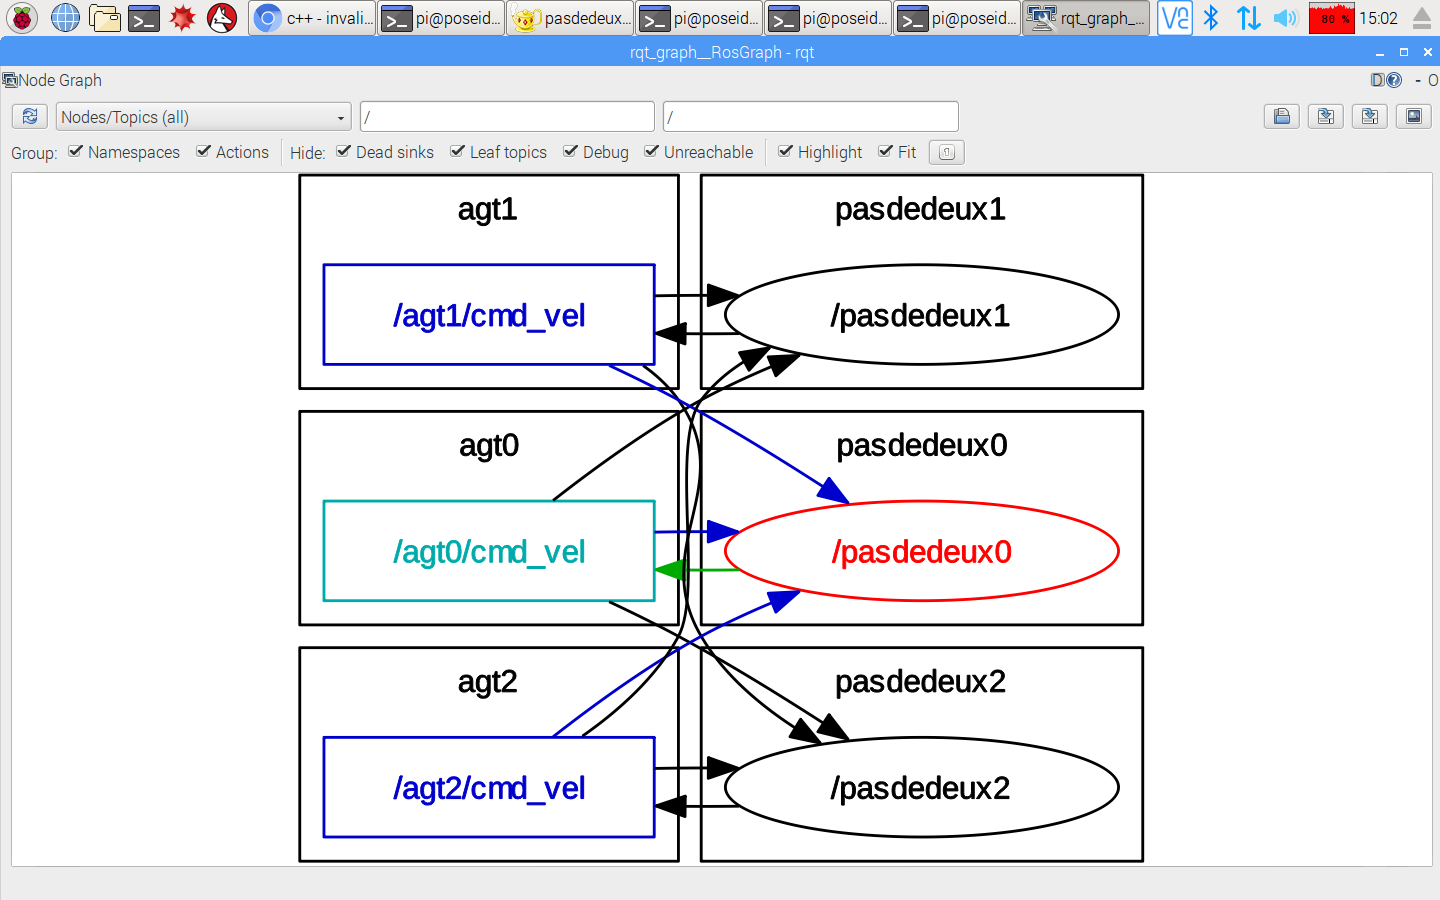 c++ - invali...
pi@poseid...
pasdedeux...
pi@poseid...
pi@poseid...
pi@poseid...
rqt_graph_...
80 %
15:02
rqt_graph__RosGraph - rqt
Node Graph
D
?
- O
Nodes/Topics (all)
/
/
Group:
Namespaces
Actions
Hide:
Dead sinks
Leaf topics
Debug
Unreachable
Highlight
Fit
agt1
pasdedeux1
/agt1/cmd_vel
/pasdedeux1
agt0
pasdedeux0
/agt0/cmd_vel
/pasdedeux0
agt2
pasdedeux2
/agt2/cmd_vel
/pasdedeux2